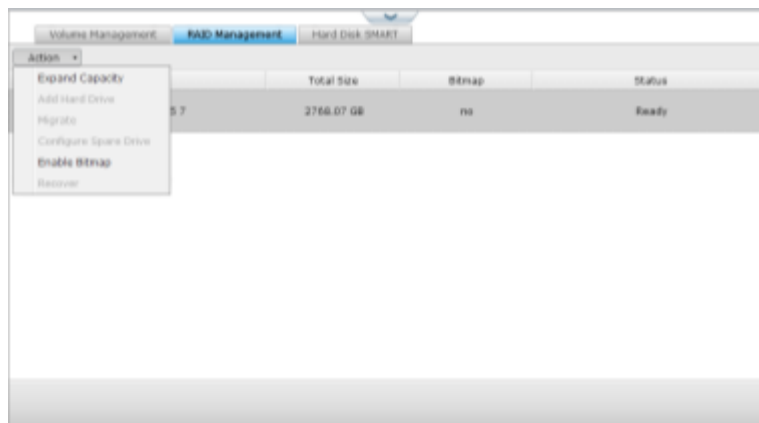 Volume Management RAID Management Hard Disk SMART
Action
Expand Capacity Total Size Bitmap Status
Add Hard Drive
5 7 2768.07 GB no Ready
Migrate
Configure Spare Drive
Enable Bitmap
Recover